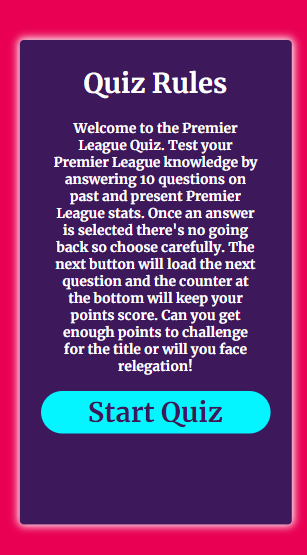 Quiz Rules
Welcome to the Premier
League Quiz. Test your
Premier League knowledge by
answering 10 questions on
past and present Premier
League stats. Once an answer
is selected there's no going
back so choose carefully. The
next button will load the next
question and the counter at
the bottom will keep your
points score. Can you get
enough points to challenge
for the title or will you face
relegation!
Start Quiz